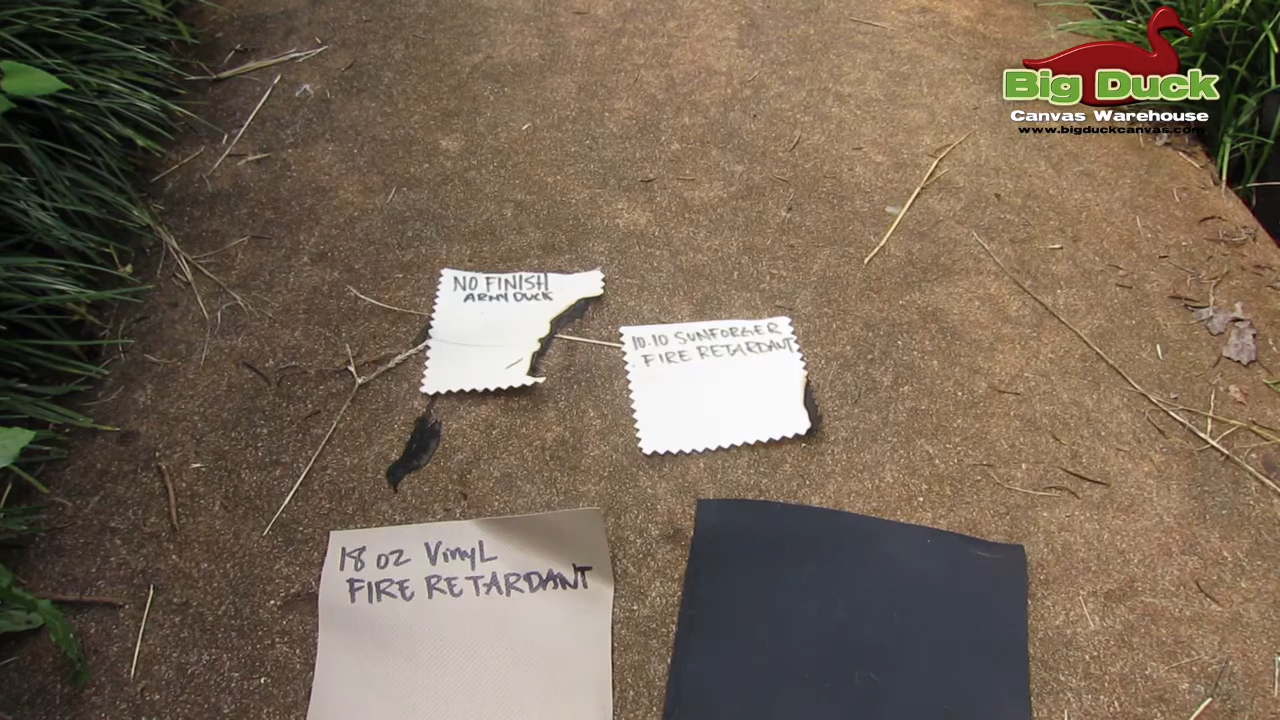 Big Duck
Canvas Warehouse
www.bigduckcanvas.com
NO FINISH
ARMY DUCK
10.10 SUNFORGER
FIRE RETARDANT
18 oz Vinyl
FIRE RETARDANT